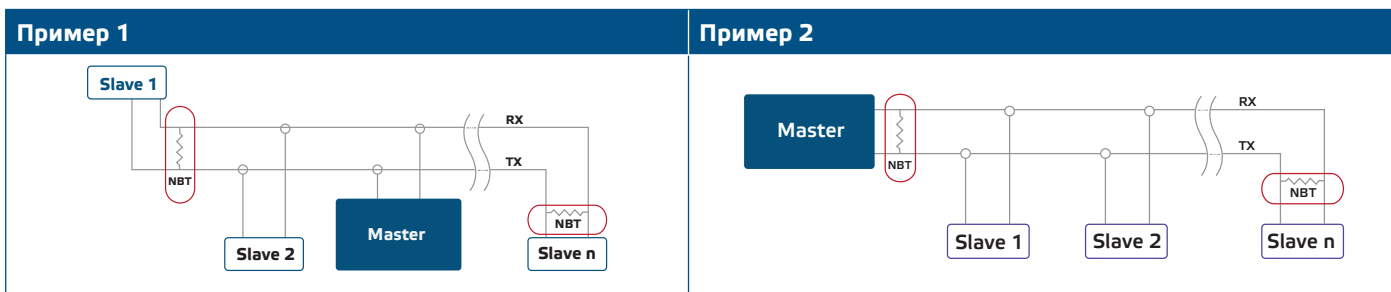 Пример 1
Slave 1
RX
TX
NBT
NBT
Slave 2
Master
Slave n
Пример 2
Master
RX
TX
NBT
NBT
Slave 1
Slave 2
Slave n